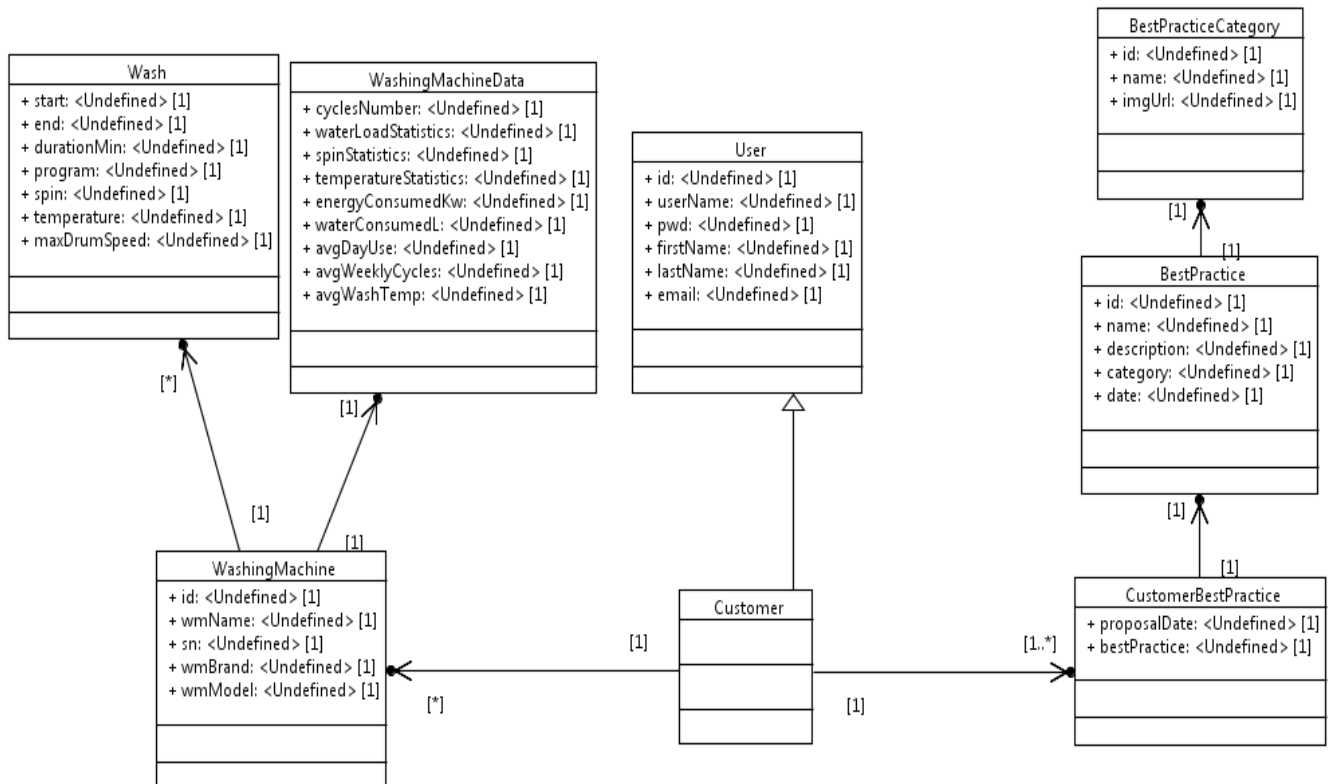 Wash
+ start: <Undefined> [1]
+ end: <Undefined> [1]
+ durationMin: <Undefined> [1]
+ program: <Undefined> [1]
+ spin: <Undefined> [1]
+ temperature: <Undefined> [1]
+ maxDrumSpeed: <Undefined> [1]
WashingMachineData
+ cyclesNumber: <Undefined> [1]
+ waterLoadStatistics: <Undefined> [1]
+ spinStatistics: <Undefined> [1]
+ temperatureStatistics: <Undefined> [1]
+ energyConsumedKw: <Undefined> [1]
+ waterConsumedL: <Undefined> [1]
+ avgDayUse: <Undefined> [1]
+ avgWeeklyCycles: <Undefined> [1]
+ avgWashTemp: <Undefined> [1]
User
+ id: <Undefined> [1]
+ userName: <Undefined> [1]
+ pwd: <Undefined> [1]
+ firstName: <Undefined> [1]
+ lastName: <Undefined> [1]
+ email: <Undefined> [1]
BestPracticeCategory
+ id: <Undefined> [1]
+ name: <Undefined> [1]
+ imgUrl: <Undefined> [1]
[1]
[1]
BestPractice
+ id: <Undefined> [1]
+ name: <Undefined> [1]
+ description: <Undefined> [1]
+ category: <Undefined> [1]
+ date: <Undefined> [1]
[*]
[1]
[1]
[1]
[1]
[1]
WashingMachine
+ id: <Undefined> [1]
+ wmName: <Undefined> [1]
+ sn: <Undefined> [1]
+ wmBrand: <Undefined> [1]
+ wmModel: <Undefined> [1]
[1]
[*]
Customer
[1..*]
[1]
CustomerBestPractice
+ proposalDate: <Undefined> [1]
+ bestPractice: <Undefined> [1]